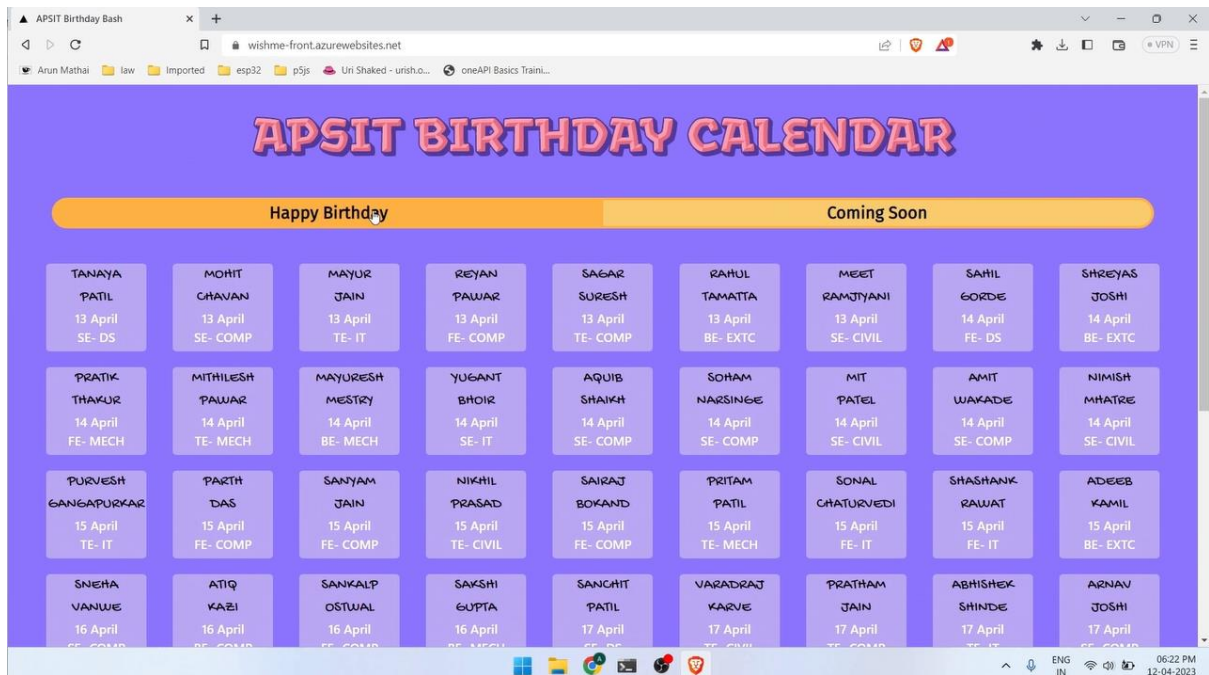 APSIT Birthday Bash
wishme-front.azurewebsites.net
VPN
Arun Mathai law Imported esp32 p5js Uri Shaked - urish.o... oneAPI Basics Traini...
APSIT BIRTHDAY CALENDAR
Happy Birthday Coming Soon
TANAYA MOHIT MAYUR REYAN SAGAR RAHUL MEET SAHIL SHREYAS
PATIL CHAVAN JAIN PAWAR SURESH TAMATTA RAMJIYANI GORDE JOSHI
13 April 13 April 13 April 13 April 13 April 13 April 13 April 14 April 14 April
SE- DS SE- COMP TE- IT FE- COMP TE- COMP BE- EXTC SE- CIVIL FE- DS BE- EXTC
PRATIK MITHILESH MAYURESH YUGANT AQUIB SOHAM MIT AMIT NIMISH
THAKUR PAWAR MESTRY BHOIR SHAIKH NARSINGE PATEL WAKADE MHATRE
14 April 14 April 14 April 14 April 14 April 14 April 14 April 14 April 14 April
FE- MECH TE- MECH BE- MECH SE- IT SE- COMP SE- COMP SE- CIVIL SE- COMP SE- CIVIL
PURVESH PARTH SANYAM NIKHIL SAIRAJ PRITAM SONAL SHASHANK ADEEB
GANGAPURKAR DAS JAIN PRASAD BOKAND PATIL CHATURVEDI RAWAT KAMIL
15 April 15 April 15 April 15 April 15 April 15 April 15 April 15 April 15 April
TE- IT FE- COMP FE- COMP TE- CIVIL FE- COMP TE- MECH FE- IT FE- IT BE- EXTC
SNEHA ATIQ SANKALP SAKSHI SANCHIT VARADRAJ PRATHAM ABHISHEK ARNAV
VANWE KAZI OSTWAL GUPTA PATIL KARVE JAIN SHINDE JOSHI
16 April 16 April 16 April 16 April 17 April 17 April 17 April 17 April 17 April
ENG 06:22 PM
IN 12-04-2023